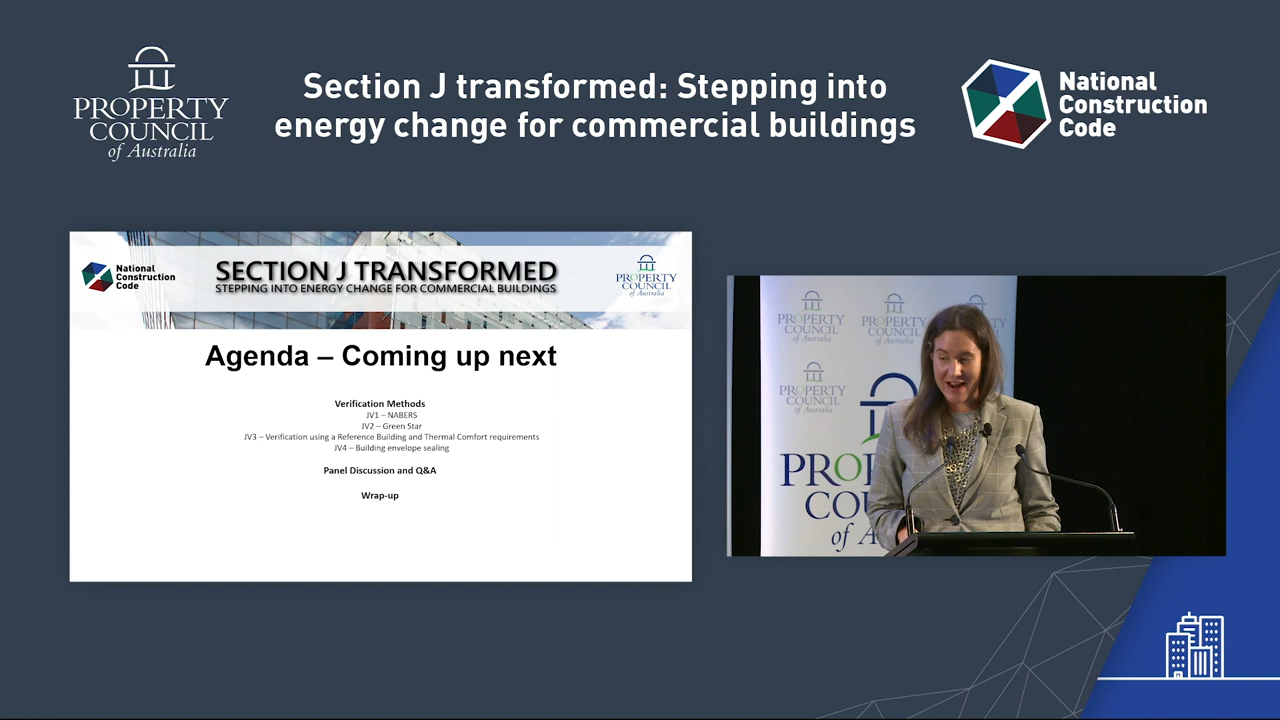 PROPERTY
COUNCIL
of Australia
Section J transformed: Stepping into
energy change for commercial buildings
National
Construction
Code
National
Construction
Code
SECTION J TRANSFORMED
STEPPING INTO ENERGY CHANGE FOR COMMERCIAL BUILDINGS
PROPERTY
COUNCIL
of Australia
Agenda – Coming up next
Verification Methods
JV1 – NABERS
JV2 – Green Star
JV3 – Verification using a Reference Building and Thermal Comfort requirements
JV4 – Building envelope sealing
Panel Discussion and Q&A
Wrap-up
PROPERTY
COUNCIL
of Australia
PROPERTY
COUNCIL
of Australia
PROPERTY
COUNCIL
of Australia
PRO
COU
of A